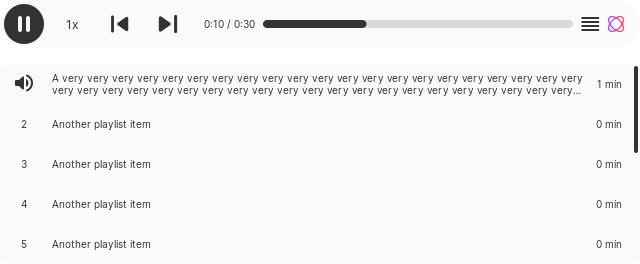 1x
0:10 / 0:30
A very very very very very very very very very very very very very very very very very very very very very
very very very very very very very very very very very very very very very very very very very very very...
1 min
2 Another playlist item 0 min
3 Another playlist item 0 min
4 Another playlist item 0 min
5 Another playlist item 0 min